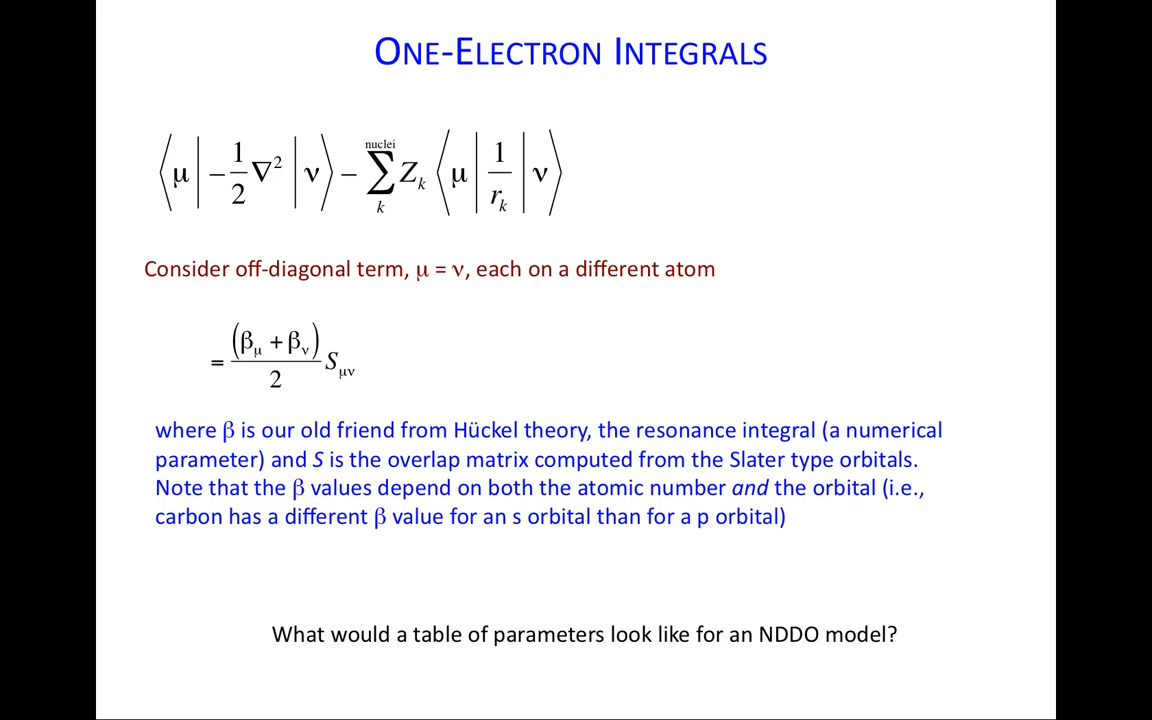 ONE-ELECTRON INTEGRALS
⟨μ|−1/2 ∇²|ν⟩ − ∑ₖ^nuclei Zₖ ⟨μ|1/rₖ|ν⟩
Consider off-diagonal term, μ = ν, each on a different atom
= (β_μ + β_ν)/2 S_μν
where β is our old friend from Hückel theory, the resonance integral (a numerical
parameter) and S is the overlap matrix computed from the Slater type orbitals.
Note that the β values depend on both the atomic number and the orbital (i.e.,
carbon has a different β value for an s orbital than for a p orbital)
What would a table of parameters look like for an NDDO model?